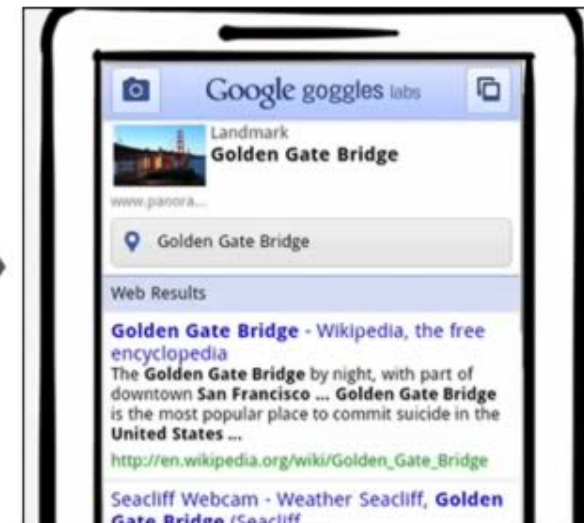 Google goggles labs
Landmark
Golden Gate Bridge
www.panora...
Golden Gate Bridge
Web Results
Golden Gate Bridge - Wikipedia, the free
encyclopedia
The Golden Gate Bridge by night, with part of
downtown San Francisco ... Golden Gate Bridge
is the most popular place to commit suicide in the
United States ...
http://en.wikipedia.org/wiki/Golden_Gate_Bridge
Seacliff Webcam - Weather Seacliff, Golden
Gate Bridge (Seacliff